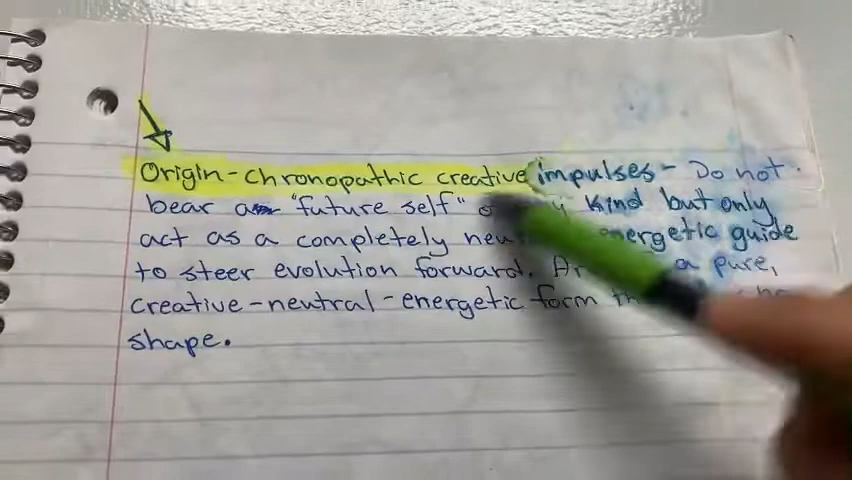 Origin-chronopathic creative impulses - Do not
bear "future self" kind but only
act as a completely energetic guide
to steer evolution forward. a pure,
creative-neutral-energetic form
shape.